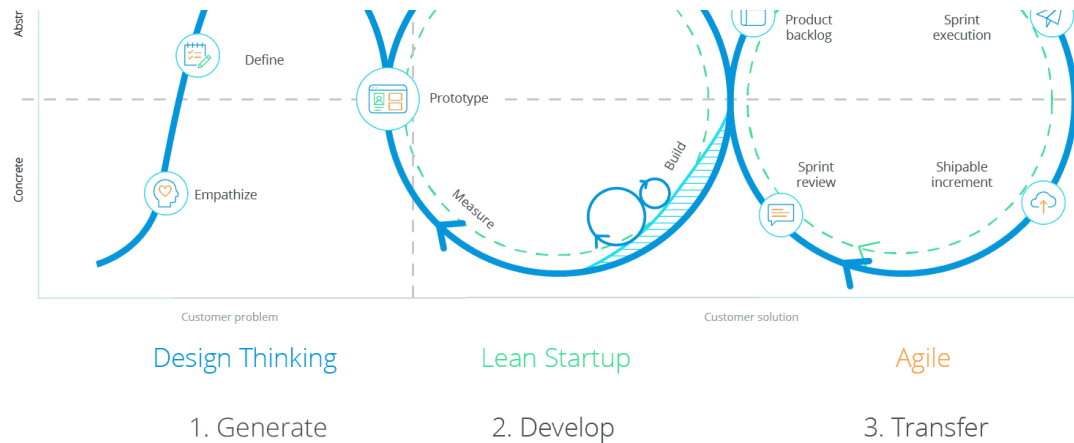 Abstr
Product
backlog
Sprint
execution
Define
Prototype
Build
Concrete
Empathize
Sprint
review
Shipable
increment
Measure
Customer problem
Customer solution
Design Thinking
Lean Startup
Agile
1. Generate
2. Develop
3. Transfer